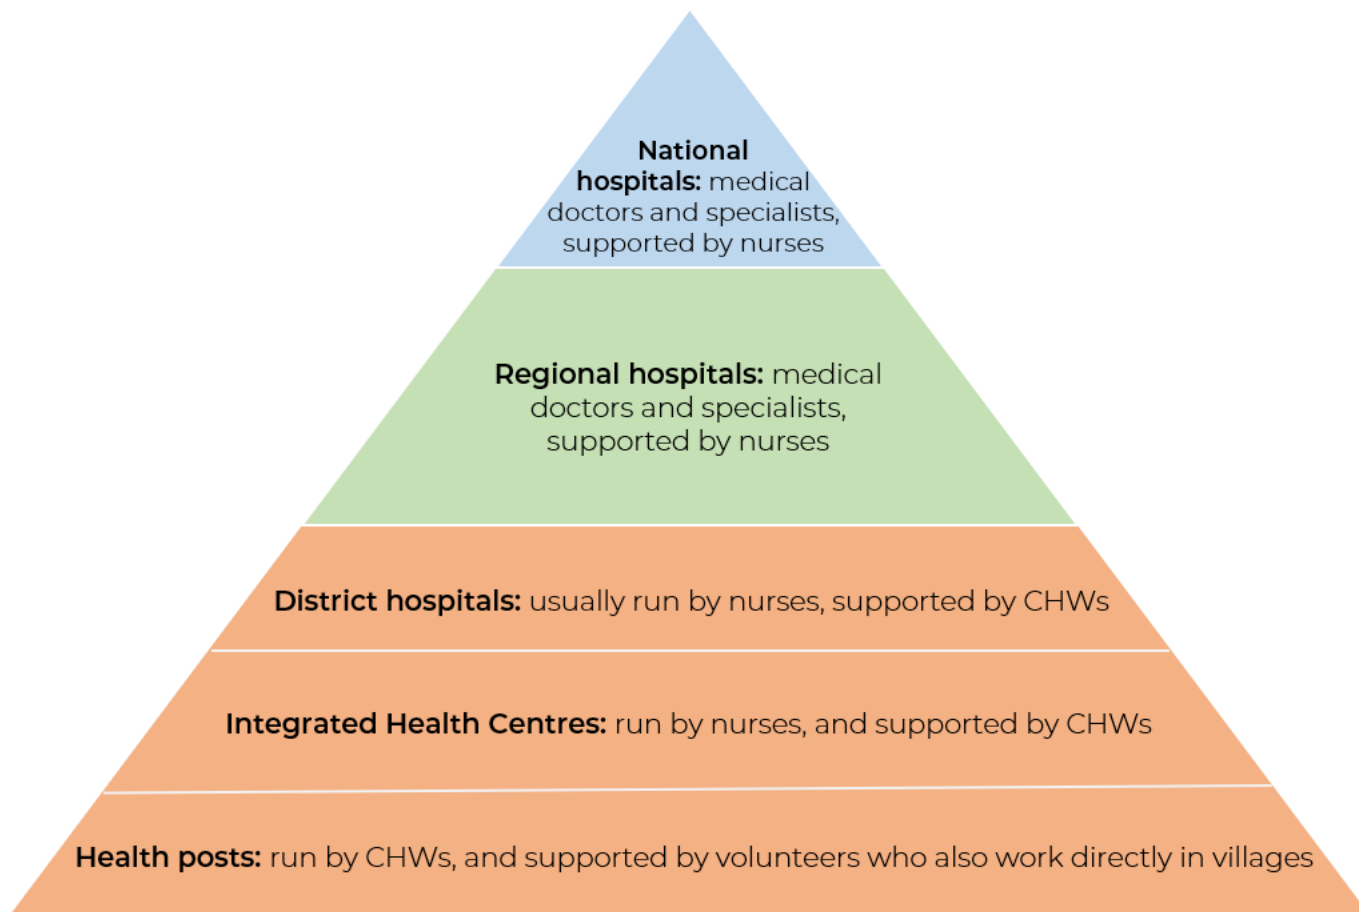 National
hospitals: medical
doctors and specialists,
supported by nurses
Regional hospitals: medical
doctors and specialists,
supported by nurses
District hospitals: usually run by nurses, supported by CHWs
Integrated Health Centres: run by nurses, and supported by CHWs
Health posts: run by CHWs, and supported by volunteers who also work directly in villages